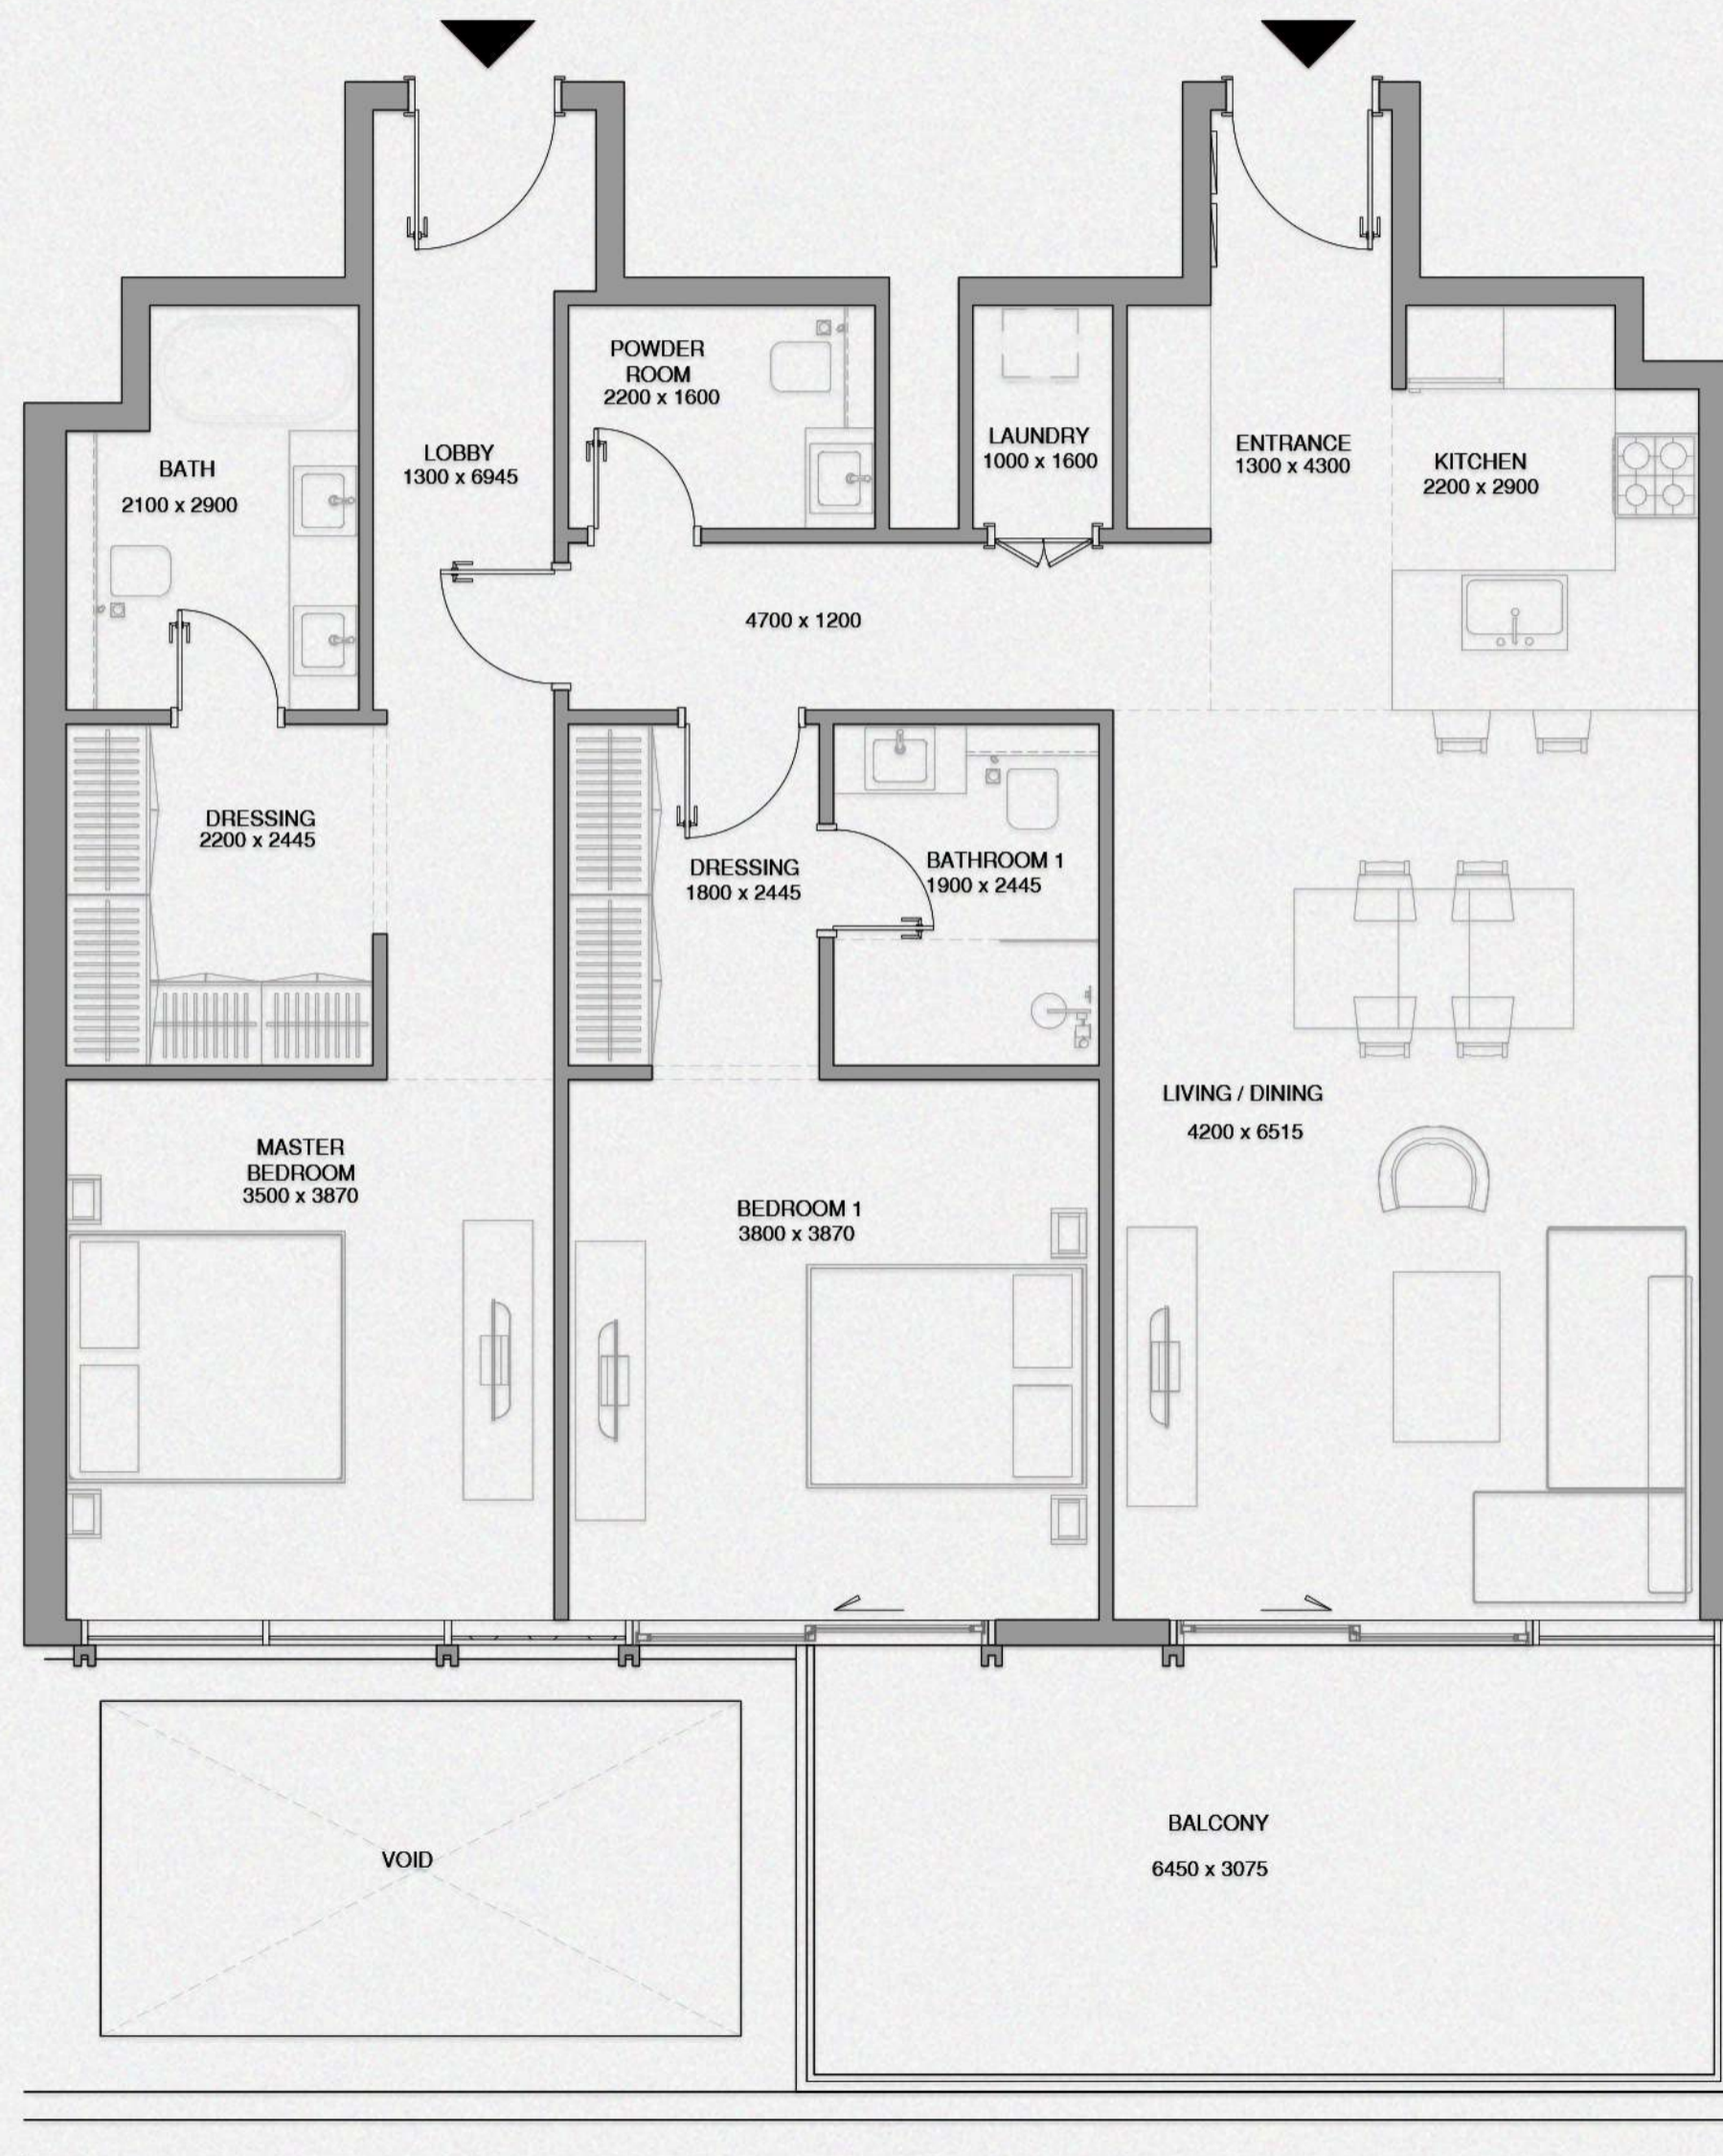 POWDER
ROOM
2200 x 1600
BATH
2100 x 2900
LOBBY
1300 x 6945
LAUNDRY
1000 x 1600
ENTRANCE
1300 x 4300
KITCHEN
2200 x 2900
4700 x 1200
DRESSING
2200 x 2445
DRESSING
1800 x 2445
BATHROOM 1
1900 x 2445
LIVING / DINING
4200 x 6515
MASTER
BEDROOM
3500 x 3870
BEDROOM 1
3800 x 3870
VOID
BALCONY
6450 x 3075